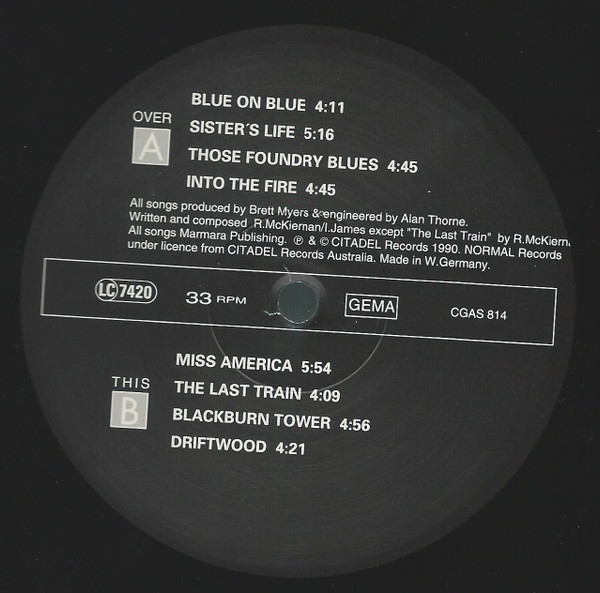 BLUE ON BLUE 4:11
OVER
A
SISTER'S LIFE 5:16
THOSE FOUNDRY BLUES 4:45
INTO THE FIRE 4:45
All songs produced by Brett Myers & engineered by Alan Thorne.
Written and composed R.McKiernan/I.James except "The Last Train" by R.McKiern.
All songs Marmara Publishing. ℗ & © CITADEL Records 1990. NORMAL Records
under licence from CITADEL Records Australia. Made in W.Germany.
LC 7420 33 RPM GEMA CGAS 814
MISS AMERICA 5:54
THIS
B
THE LAST TRAIN 4:09
BLACKBURN TOWER 4:56
DRIFTWOOD 4:21